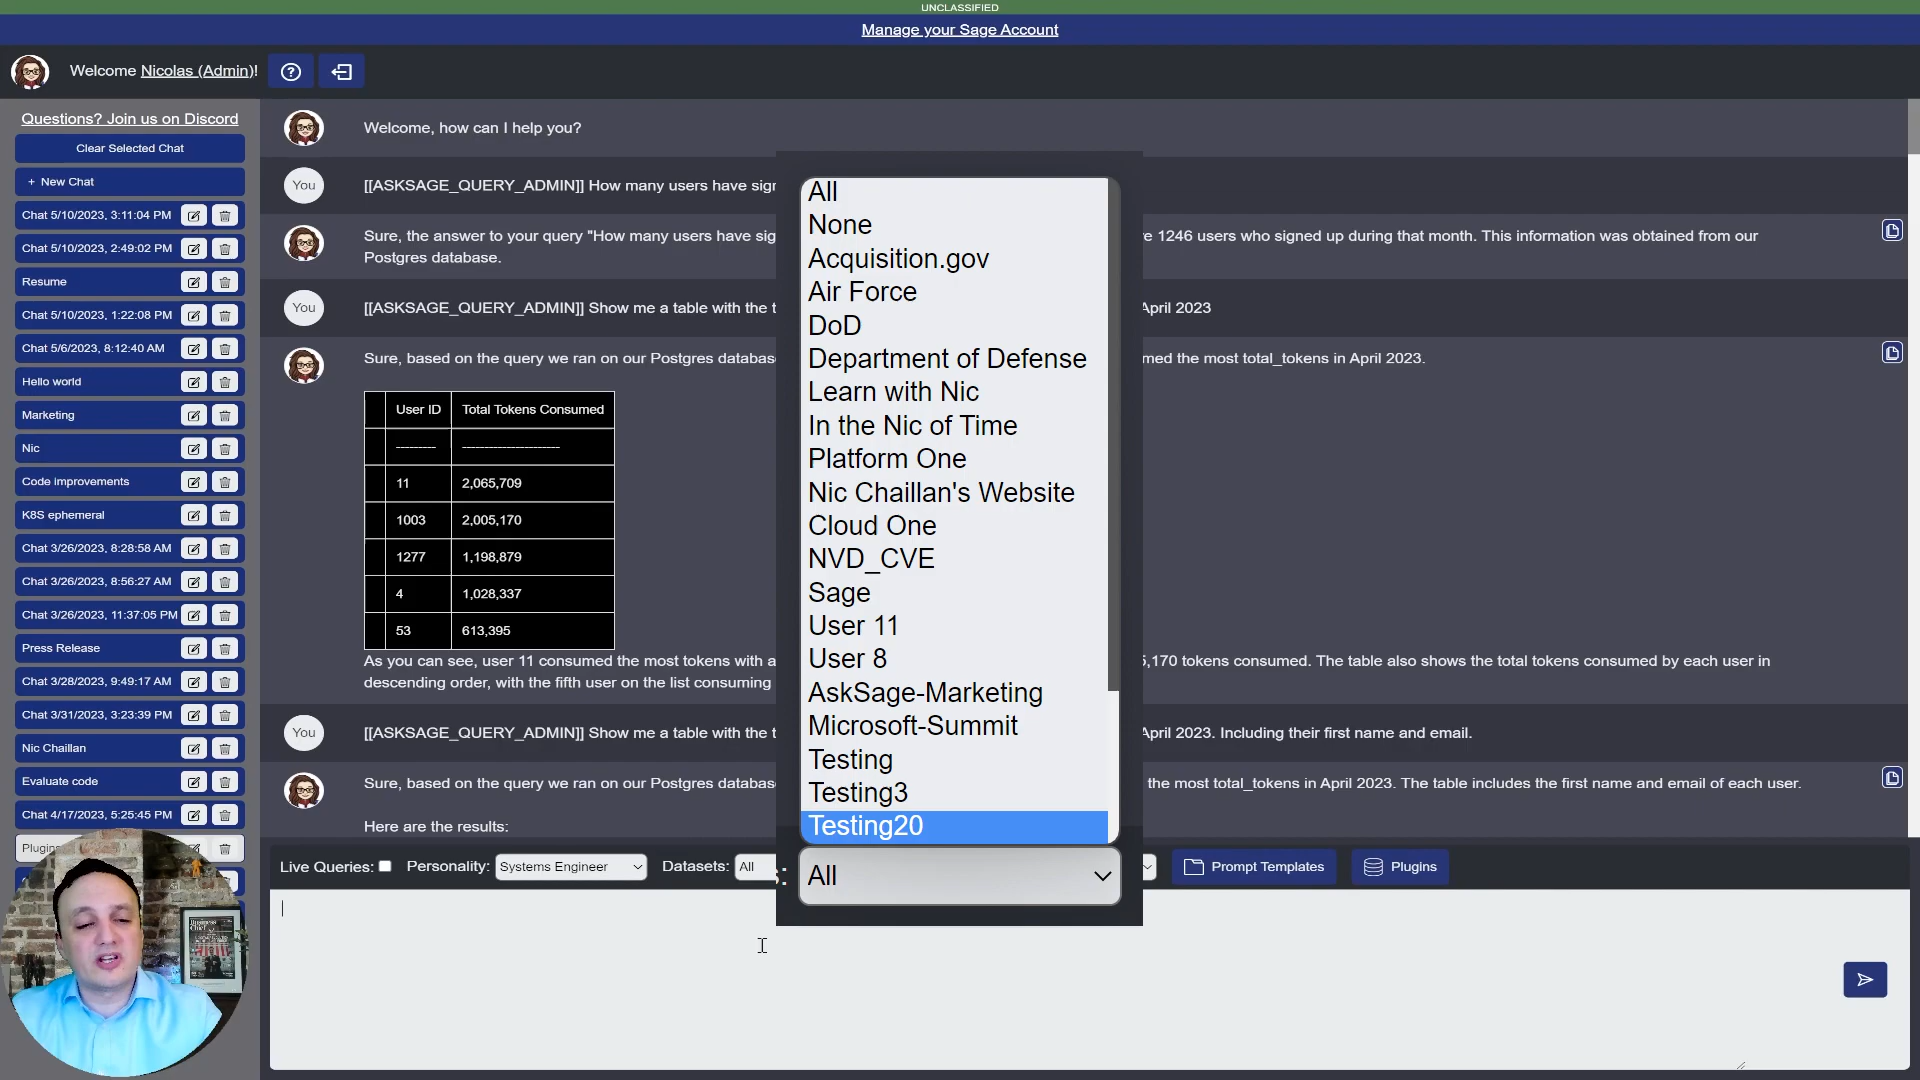 UNCLASSIFIED
Manage your Sage Account
Welcome Nicolas (Admin)!
Questions? Join us on Discord
Clear Selected Chat
+ New Chat
Chat 5/10/2023, 3:11:04 PM
Chat 5/10/2023, 2:49:02 PM
Resume
Chat 5/10/2023, 1:22:08 PM
Chat 5/6/2023, 8:12:40 AM
Hello world
Marketing
Nic
Code improvements
K8S ephemeral
Chat 3/26/2023, 8:28:58 AM
Chat 3/26/2023, 8:56:27 AM
Chat 3/26/2023, 11:37:05 PM
Press Release
Chat 3/28/2023, 9:49:17 AM
Chat 3/31/2023, 3:23:39 PM
Nic Chaillan
Evaluate code
Chat 4/17/2023, 5:25:45 PM
Plugins
Welcome, how can I help you?
You
[[ASKSAGE_QUERY_ADMIN]] How many users have sig
Sure, the answer to your query "How many users have sig
e 1246 users who signed up during that month. This information was obtained from our
Postgres database.
You
[[ASKSAGE_QUERY_ADMIN]] Show me a table with the t
April 2023
Sure, based on the query we ran on our Postgres databas
med the most total_tokens in April 2023.
User ID Total Tokens Consumed
--------- ----------------------
11 2,065,709
1003 2,005,170
1277 1,198,879
4 1,028,337
53 613,395
As you can see, user 11 consumed the most tokens with a
5,170 tokens consumed. The table also shows the total tokens consumed by each user in
descending order, with the fifth user on the list consuming
You
[[ASKSAGE_QUERY_ADMIN]] Show me a table with the t
April 2023. Including their first name and email.
Sure, based on the query we ran on our Postgres databas
the most total_tokens in April 2023. The table includes the first name and email of each user.
Here are the results:
All
None
Acquisition.gov
Air Force
DoD
Department of Defense
Learn with Nic
In the Nic of Time
Platform One
Nic Chaillan's Website
Cloud One
NVD_CVE
Sage
User 11
User 8
AskSage-Marketing
Microsoft-Summit
Testing
Testing3
Testing20
Live Queries: Personality: Systems Engineer Datasets: All
s: All
Prompt Templates
Plugins